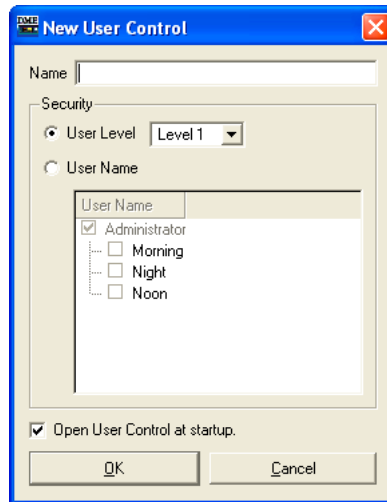 DME
New User Control
Name
Security
User Level Level 1
User Name
User Name
Administrator
Morning
Night
Noon
Open User Control at startup.
OK Cancel